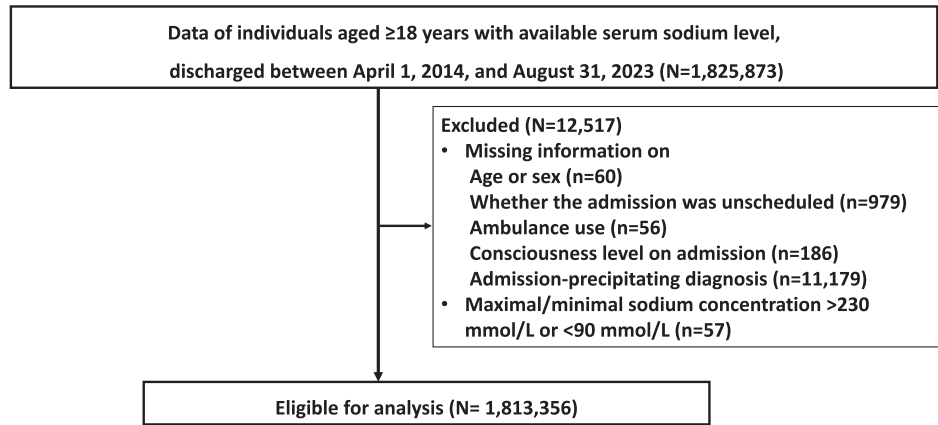 Data of individuals aged ≥18 years with available serum sodium level,
discharged between April 1, 2014, and August 31, 2023 (N=1,825,873)
Excluded (N=12,517)
• Missing information on
Age or sex (n=60)
Whether the admission was unscheduled (n=979)
Ambulance use (n=56)
Consciousness level on admission (n=186)
Admission-precipitating diagnosis (n=11,179)
• Maximal/minimal sodium concentration >230
mmol/L or <90 mmol/L (n=57)
Eligible for analysis (N= 1,813,356)